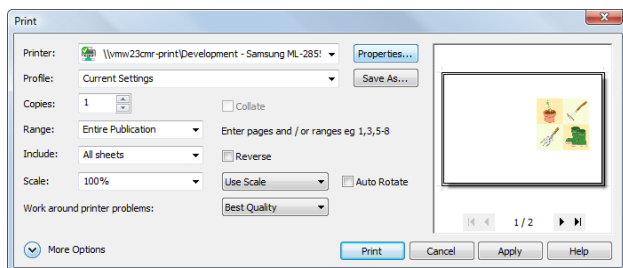 Print
Printer: \\vmw23cmr-print\Development - Samsung ML-285! Properties...
Profile: Current Settings Save As...
Copies: 1 Collate
Range: Entire Publication Enter pages and / or ranges eg 1,3,5-8
Include: All sheets Reverse
Scale: 100% Use Scale Auto Rotate
Work around printer problems: Best Quality
1 / 2
More Options Print Cancel Apply Help